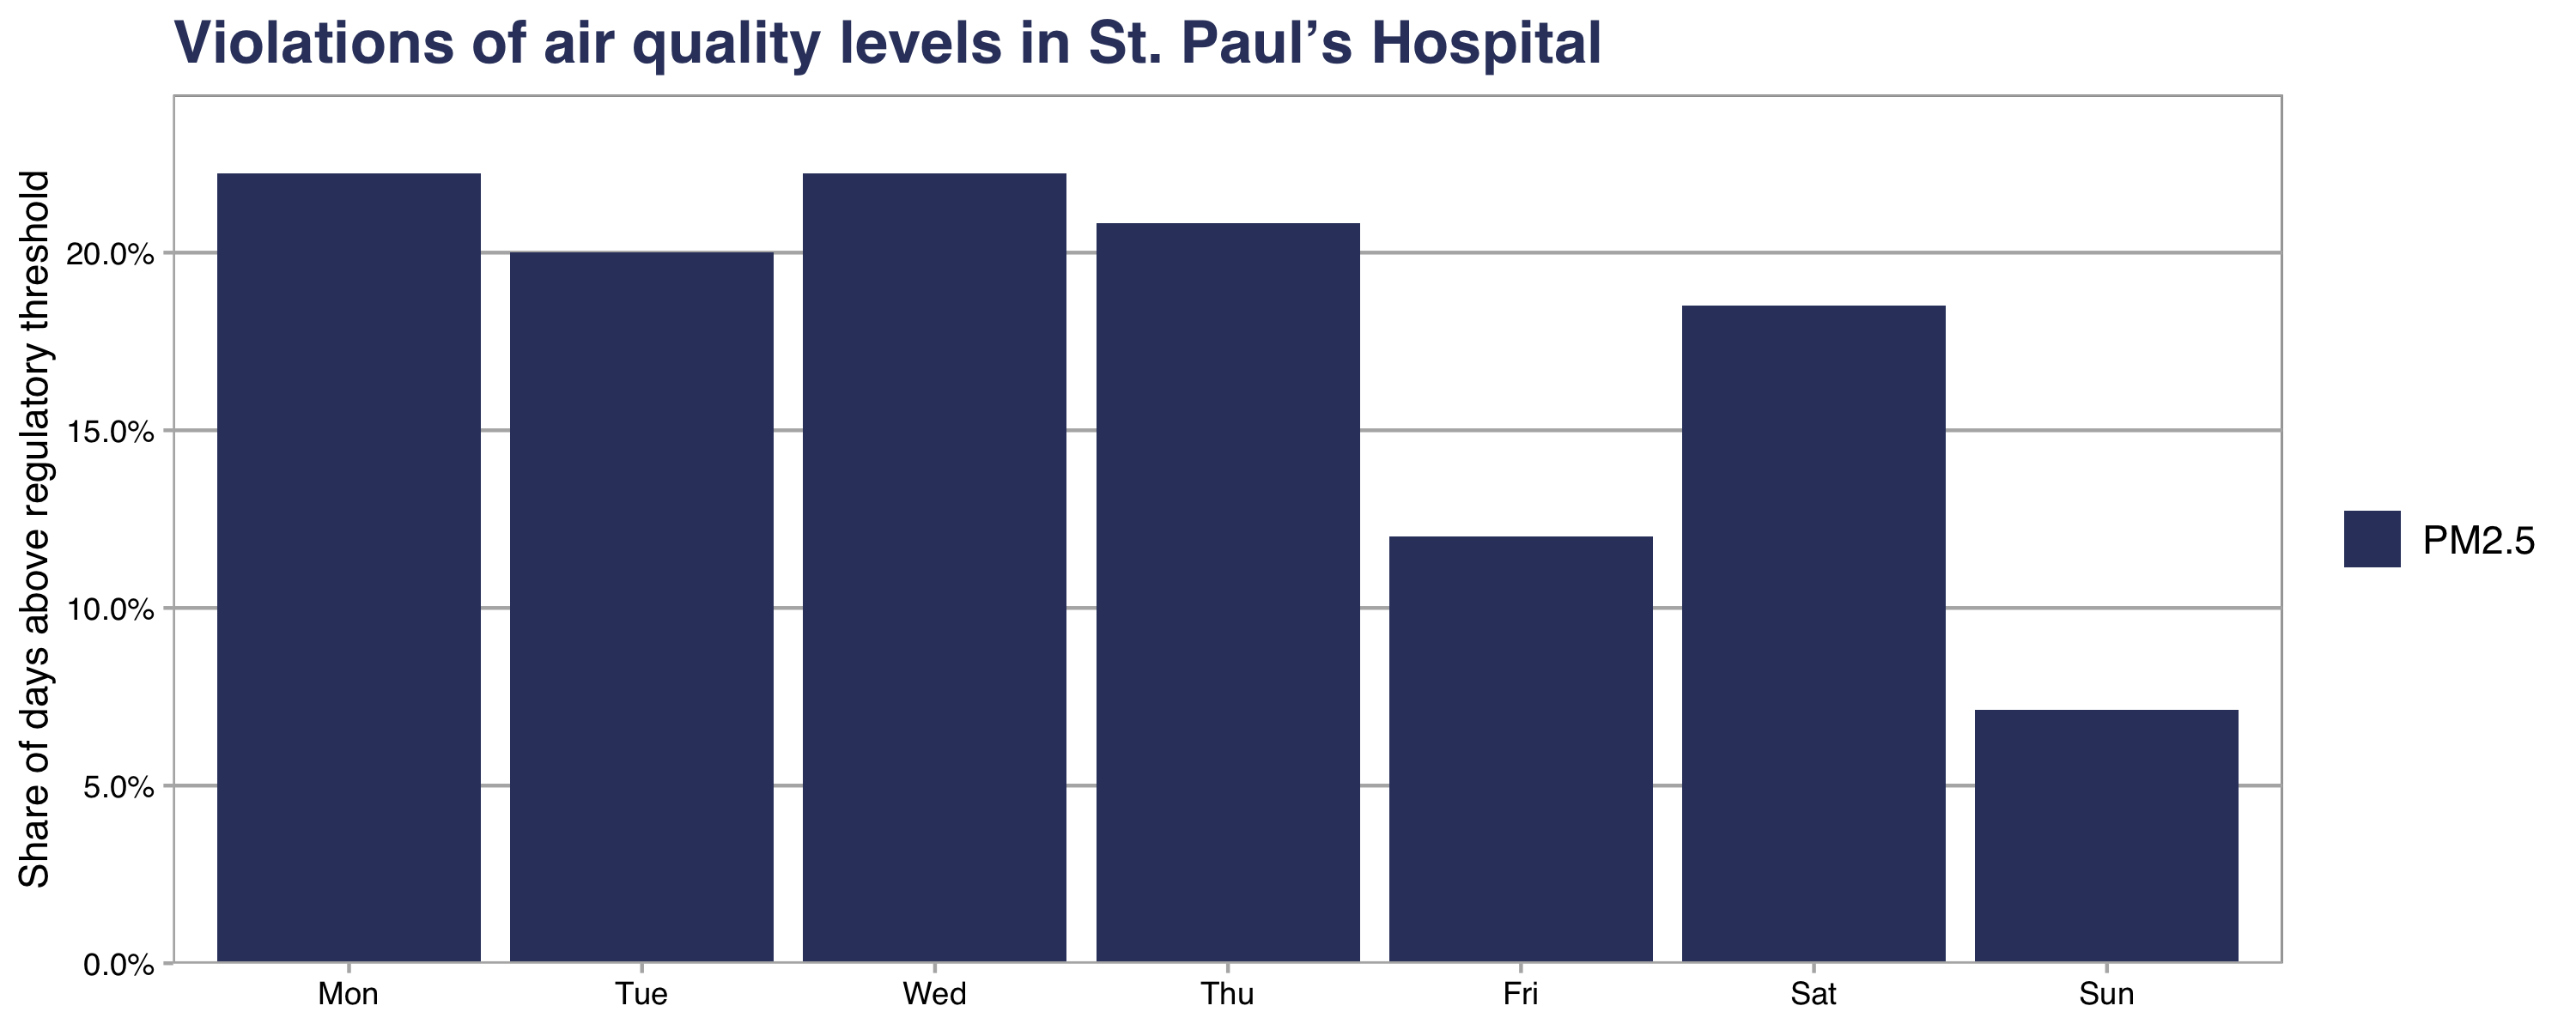 Violations of air quality levels in St. Paul’s Hospital
Share of days above regulatory threshold
20.0%
15.0%
10.0%
5.0%
0.0%
Mon Tue Wed Thu Fri Sat Sun
PM2.5